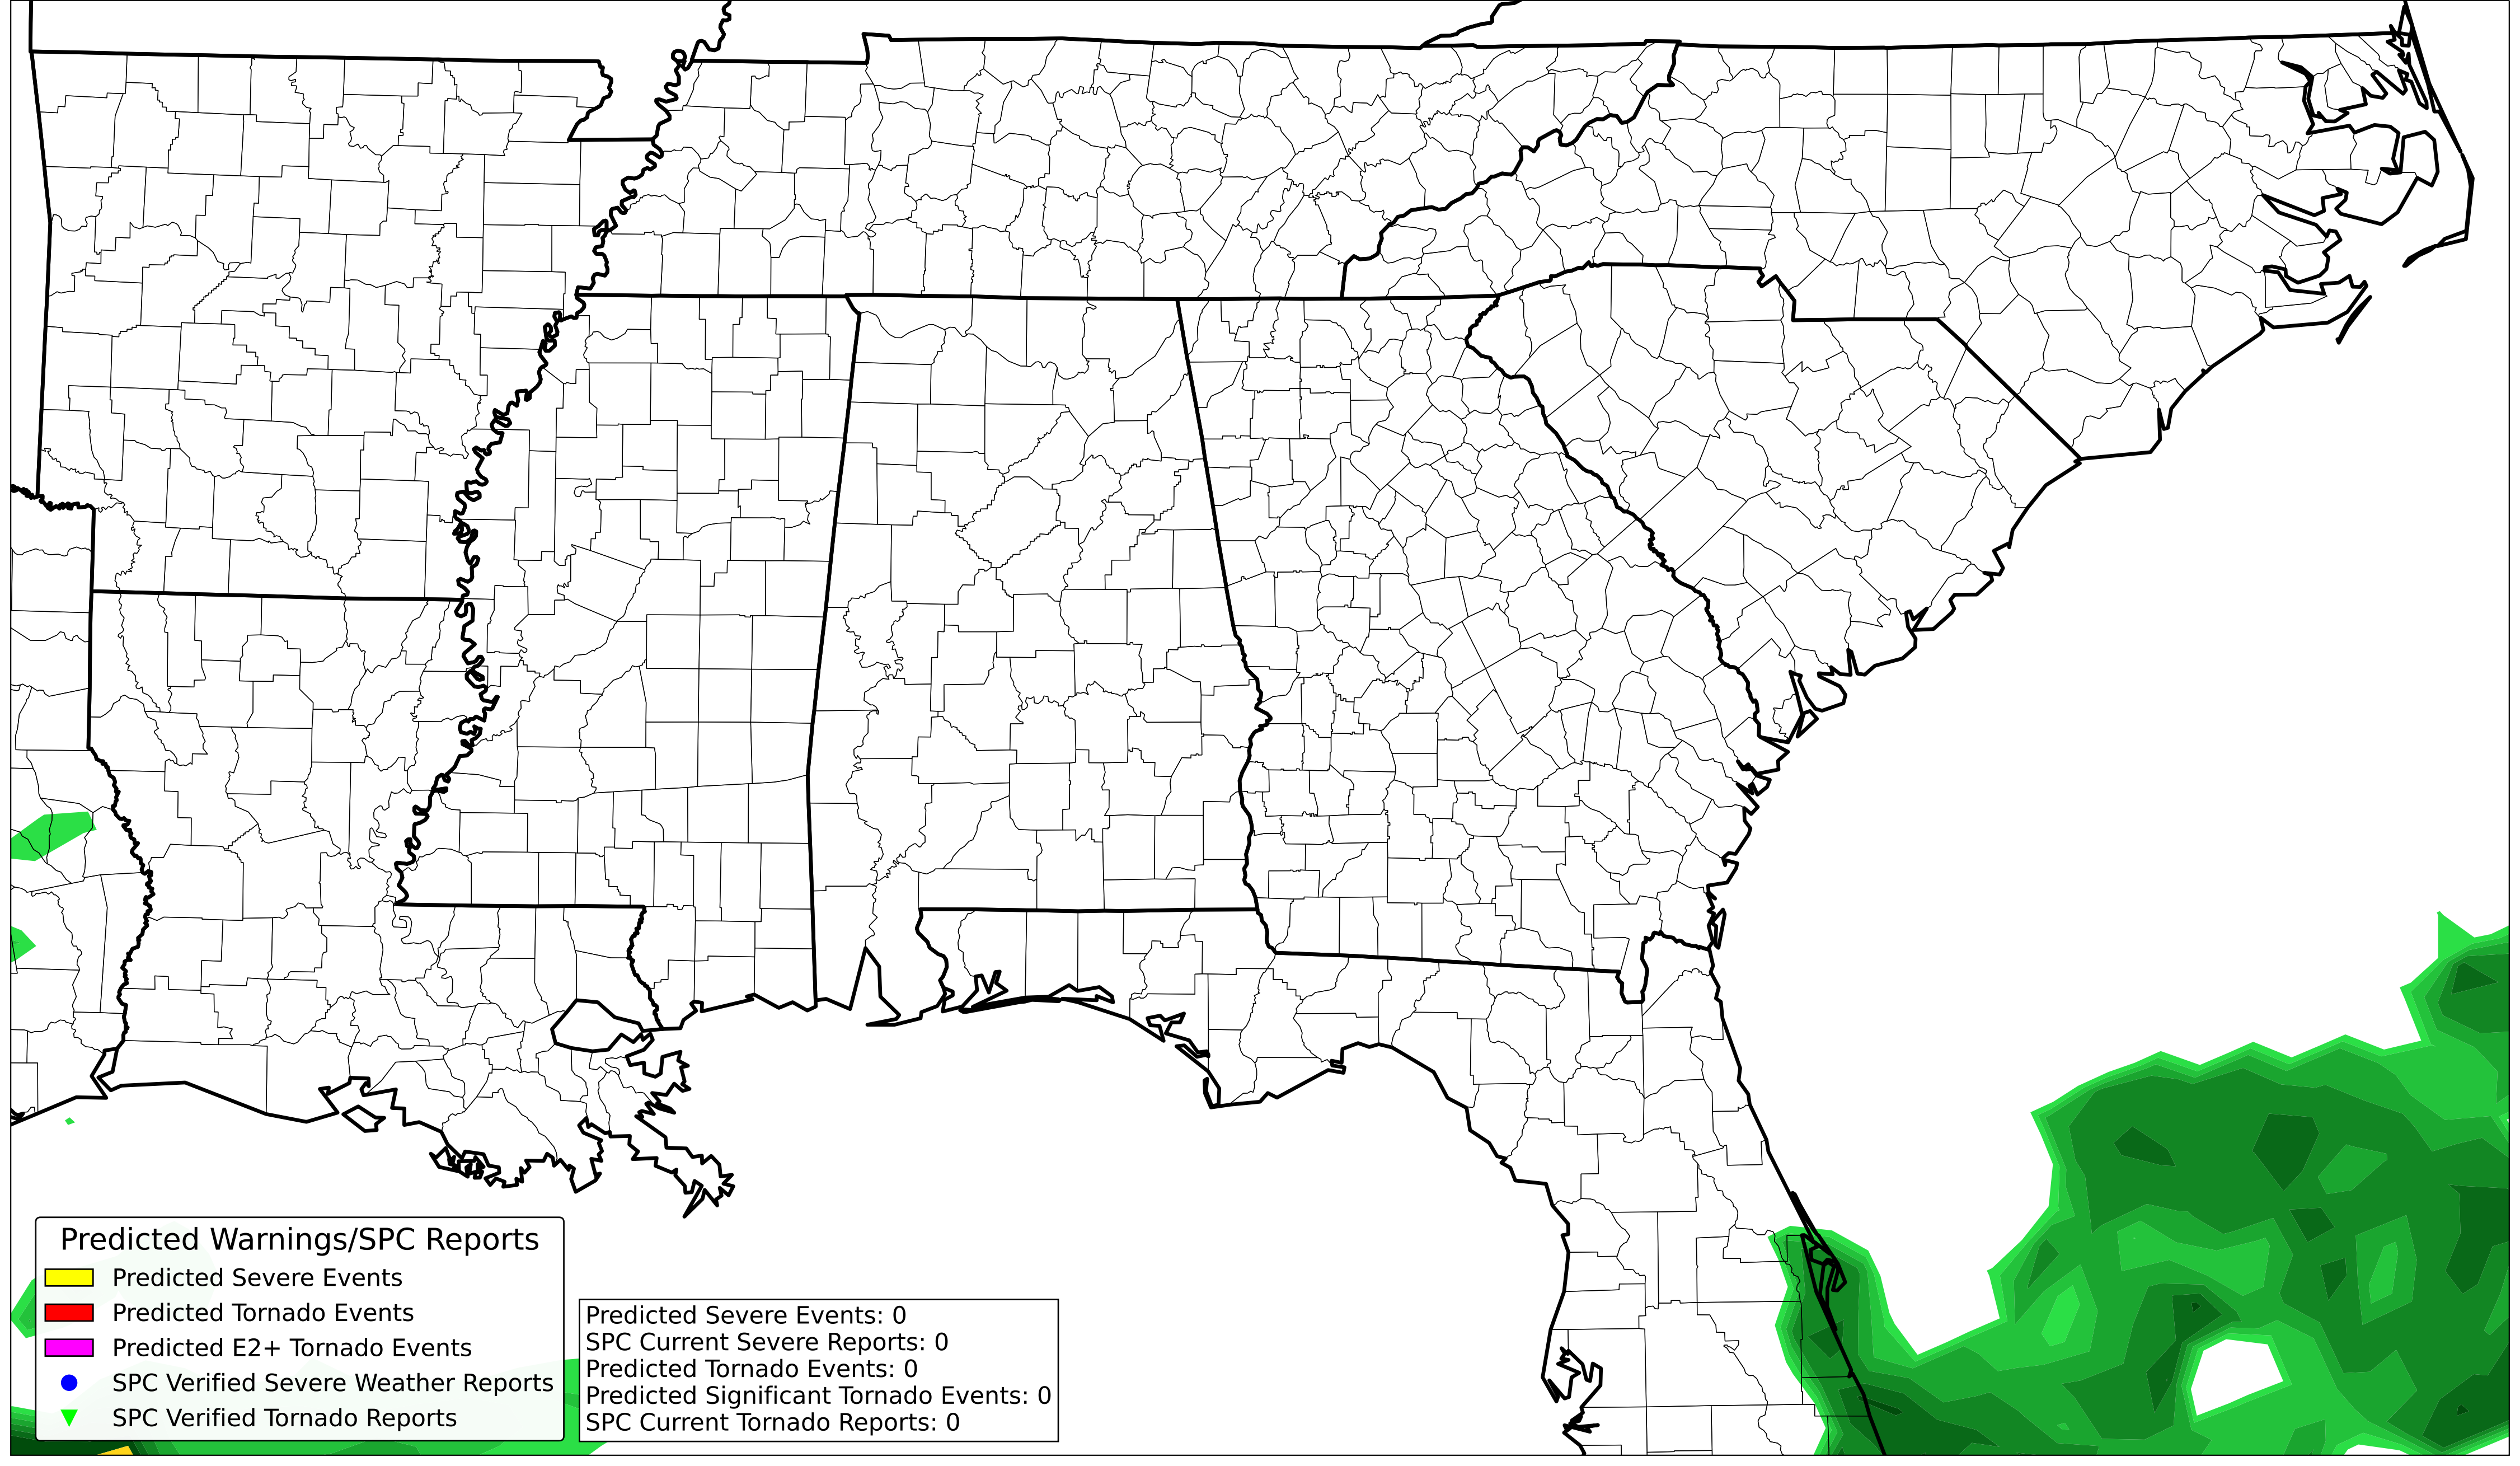 Predicted Warnings/SPC Reports
Predicted Severe Events
Predicted Tornado Events
Predicted E2+ Tornado Events
SPC Verified Severe Weather Reports
SPC Verified Tornado Reports
Predicted Severe Events: 0
SPC Current Severe Reports: 0
Predicted Tornado Events: 0
Predicted Significant Tornado Events: 0
SPC Current Tornado Reports: 0